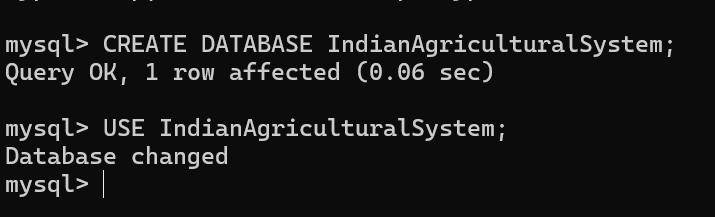 mysql> CREATE DATABASE IndianAgriculturalSystem;
Query OK, 1 row affected (0.06 sec)
mysql> USE IndianAgriculturalSystem;
Database changed
mysql>